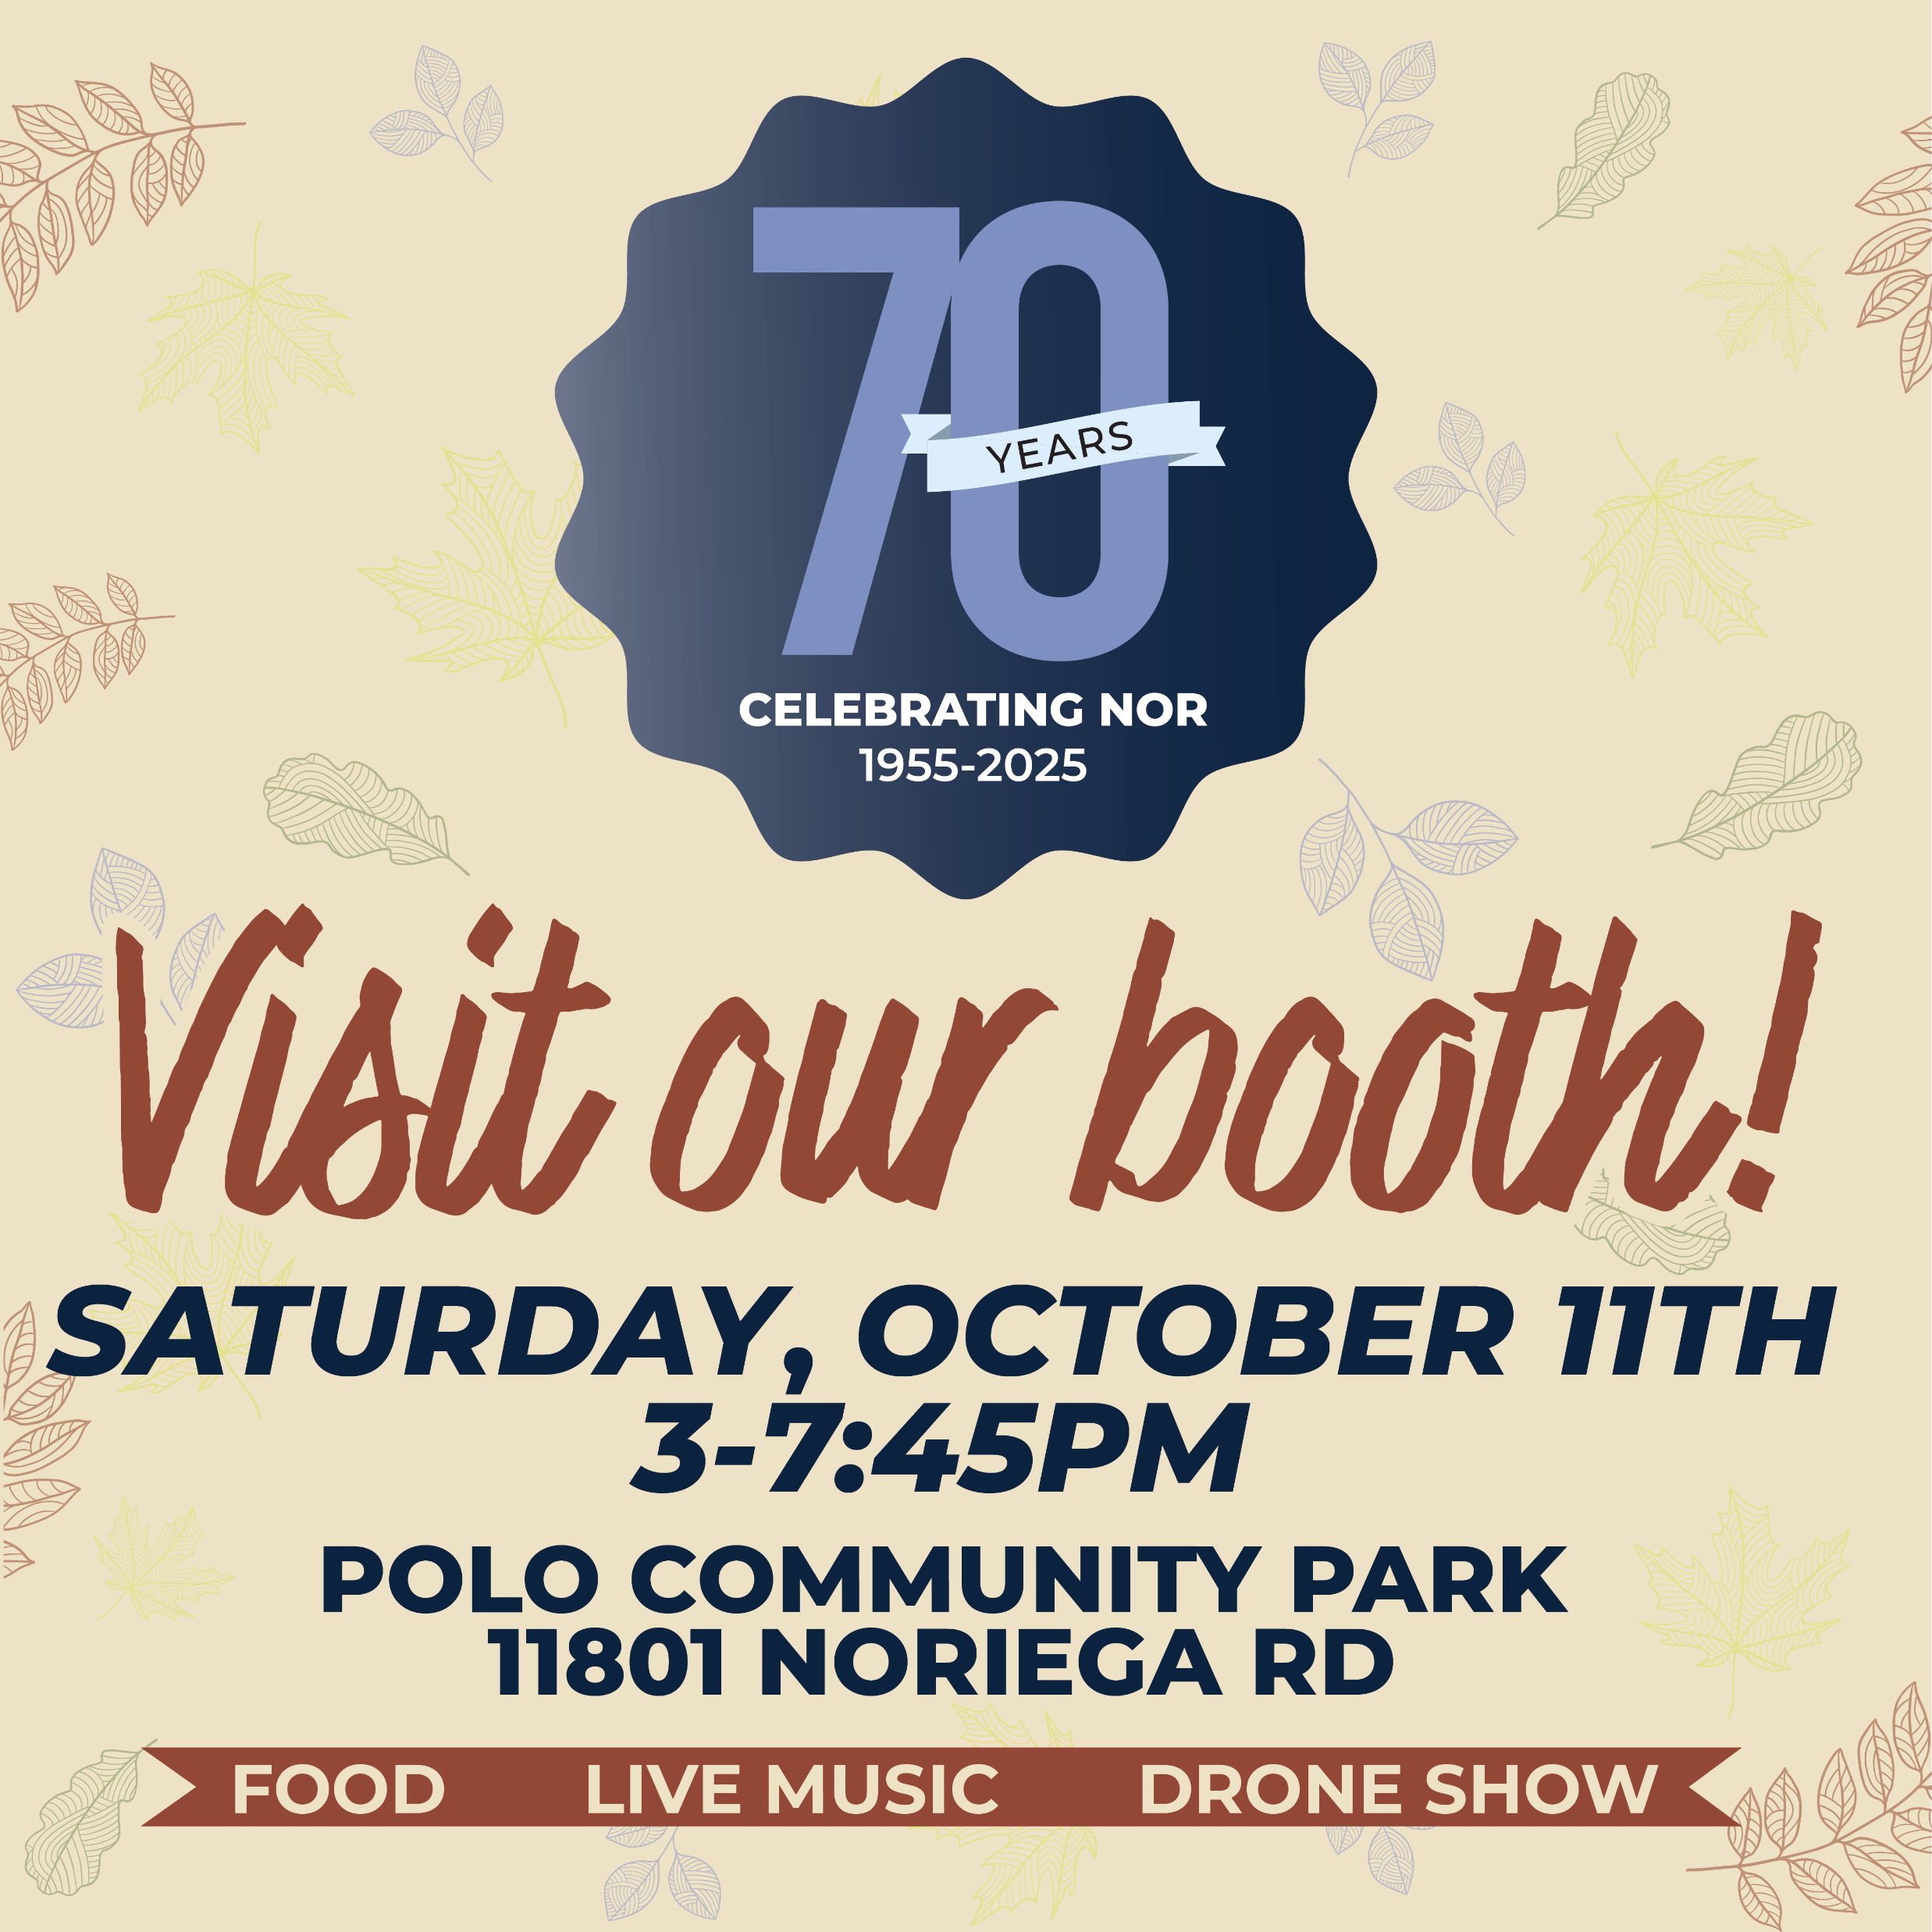 70
YEARS
CELEBRATING NOR
1955-2025
Visit our booth!
SATURDAY, OCTOBER 11TH
3-7:45PM
POLO COMMUNITY PARK
11801 NORIEGA RD
FOOD LIVE MUSIC DRONE SHOW